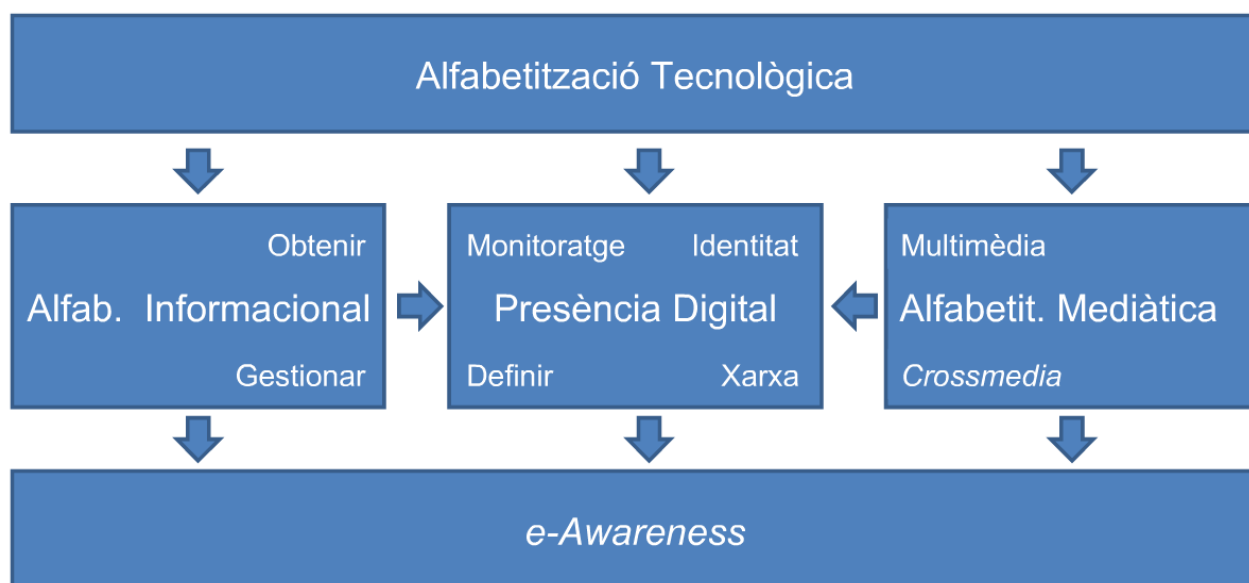 Alfabetització Tecnològica
Obtenir
Alfab. Informacional
Gestionar
Monitoratge Identitat
Presència Digital
Definir Xarxa
Multimèdia
Alfabetit. Mediàtica
Crossmedia
e-Awareness